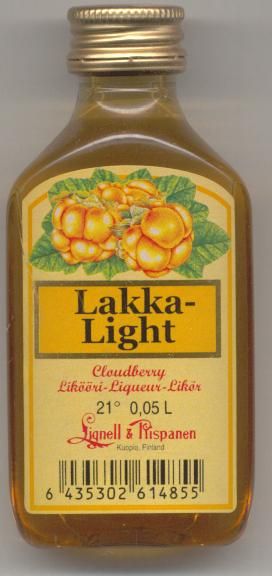 Lakka-
Light
Cloudberry
Likööri-Liqueur-Likör
21° 0,05 L
Lignell & Piispanen
Kuopio, Finland
6 435302 614855